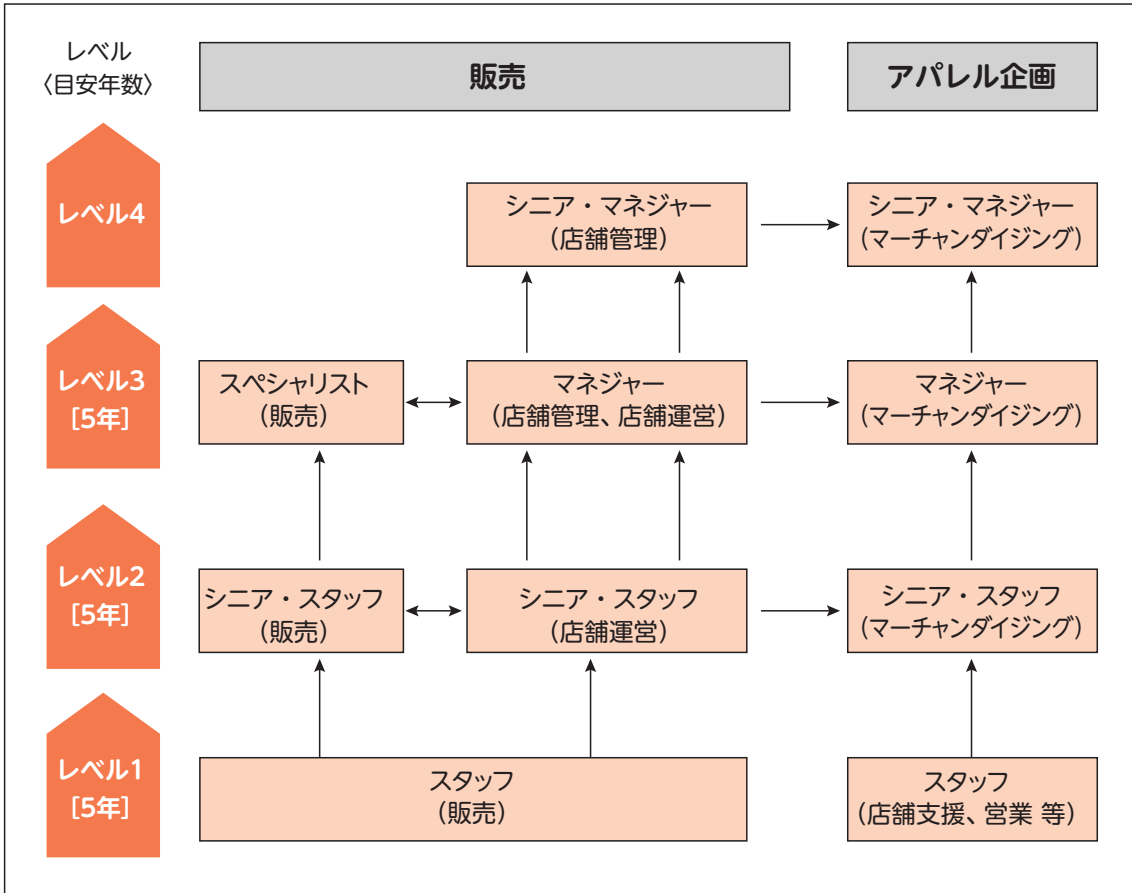 レベル
〈目安年数〉
販売
アパレル企画
レベル4
シニア・マネジャー
(店舗管理)
シニア・マネジャー
(マーチャンダイジング)
レベル3
[5年]
スペシャリスト
(販売)
マネジャー
(店舗管理、店舗運営)
マネジャー
(マーチャンダイジング)
レベル2
[5年]
シニア・スタッフ
(販売)
シニア・スタッフ
(店舗運営)
シニア・スタッフ
(マーチャンダイジング)
レベル1
[5年]
スタッフ
(販売)
スタッフ
(店舗支援、営業 等)